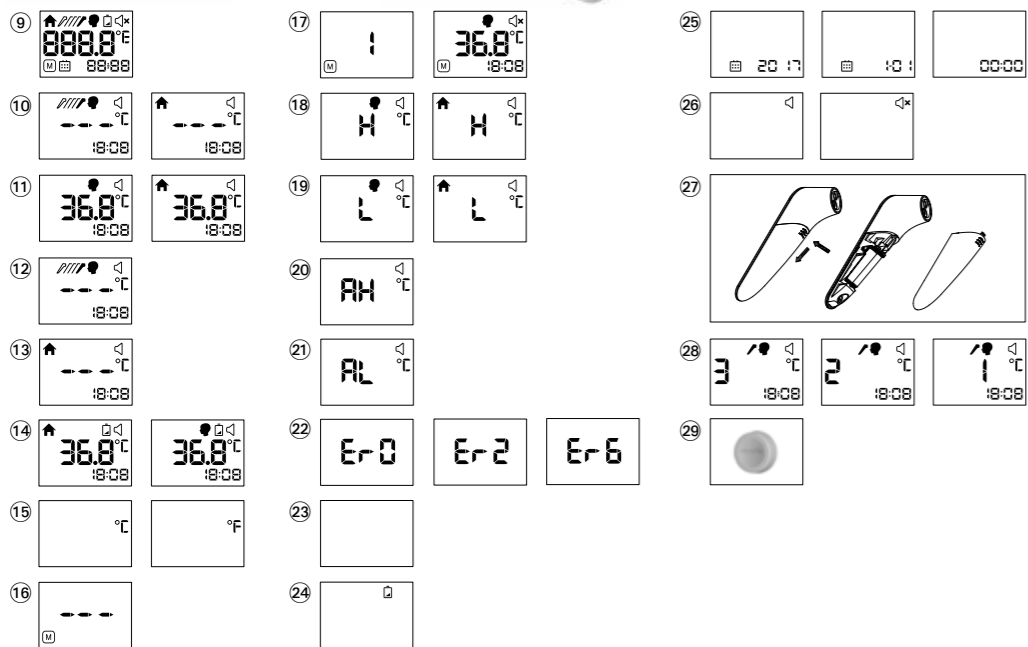 9
888.8°F
M 88:88
10
--- °C
18:08
--- °C
18:08
11
36.8°C
18:08
36.8°C
18:08
12
--- °C
18:08
13
--- °C
18:08
14
36.8°C
18:08
36.8°C
18:08
15
°C
°F
16
---
M
17
1
M
36.8°C
M 18:08
18
H °C
H °C
19
L °C
L °C
20
AH °C
21
AL °C
22
Er0
Er2
Er6
23
24
25
2017
1:01
00:00
26
27
28
3 °C
18:08
2 °C
18:08
1 °C
18:08
29